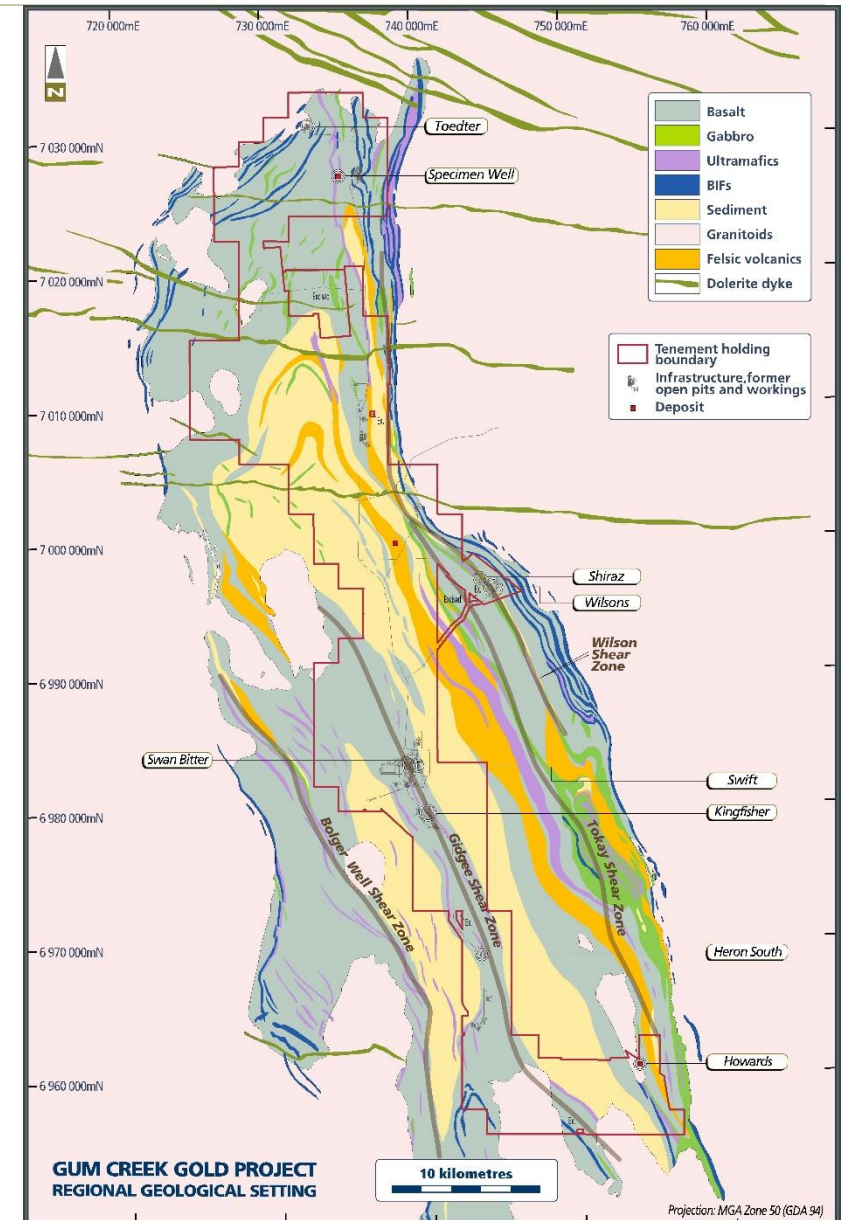 720 000mE
730 000mE
740 000mE
750 000mE
760 000mE
N
7 030 000mN
7 020 000mN
7 010 000mN
7 000 000mN
6 990 000mN
6 980 000mN
6 970 000mN
6 960 000mN
Basalt
Gabbro
Ultramafics
BIFs
Sediment
Granitoids
Felsic volcanics
Dolerite dyke
Tenement holding
boundary
Infrastructure,former
open pits and workings
Deposit
Toedter
Specimen Well
Shiraz
Wilsons
Wilson
Shear
Zone
Swan Bitter
Swift
Kingfisher
Bolger Well Shear Zone
Gidgee Shear Zone
Tokay Shear Zone
Heron South
Howards
GUM CREEK GOLD PROJECT
REGIONAL GEOLOGICAL SETTING
10 kilometres
Projection: MGA Zone 50 (GDA 94)